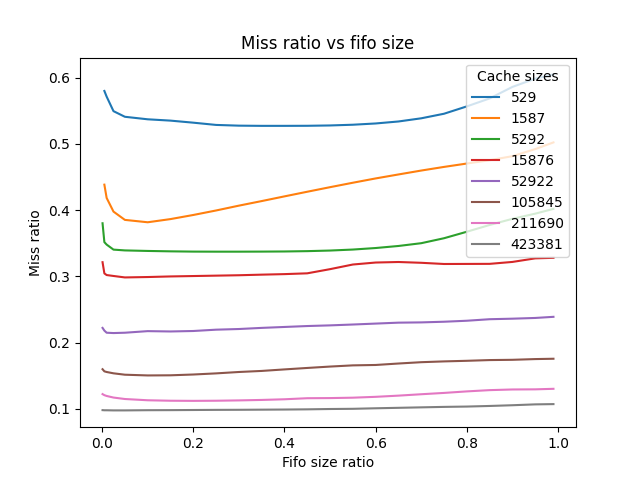 Miss ratio vs fifo size
Cache sizes
529
1587
5292
15876
52922
105845
211690
423381
0.6
0.5
0.4
0.3
0.2
0.1
Miss ratio
0.0 0.2 0.4 0.6 0.8 1.0
Fifo size ratio